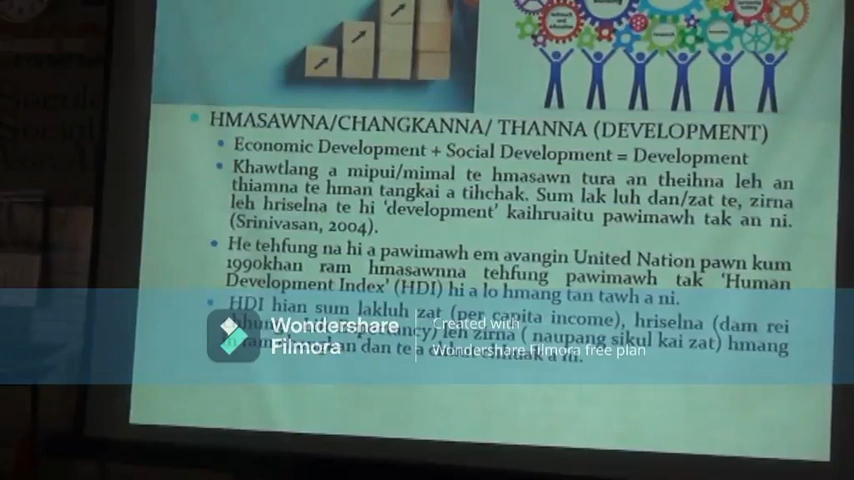 HMASAWNA/CHANGKANNA/ THANNA (DEVELOPMENT)
Economic Development + Social Development = Development
Khawtlang a mipui/mimal te hmasawn tura an theihna leh an
thiamna te hman tangkai a tihchak. Sum lak luh dan/zat te, zirna
leh hriselna te hi ‘development’ kaihruaitu pawimawh tak an ni.
(Srinivasan, 2004).
He tehfung na hi a pawimawh em avangin United Nation pawn kum
1990khan ram hmasawnna tehfung pawimawh tak ‘Human
Development Index’ (HDI) hi a lo hmang tan tawh a ni.
HDI hian sum lakluh zat (per capita income), hriselna (dam rei
leh zirna ( naupang sikul kai zat) hmang
dan te a
Wondershare
Filmora
Created with
Wondershare Filmora free plan